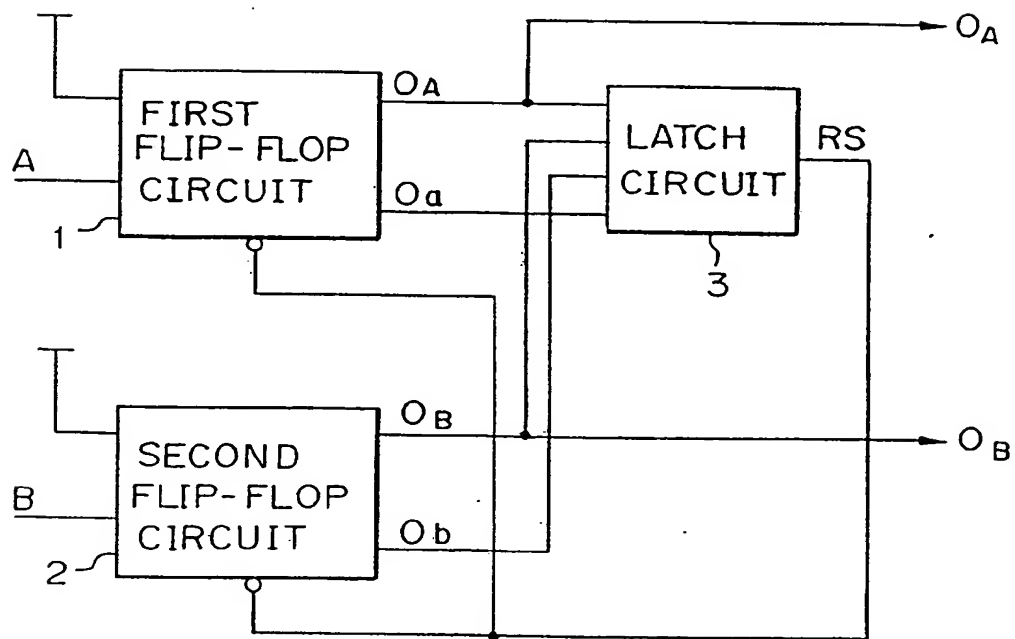 OA
OA
FIRST
FLIP-FLOP
CIRCUIT
A
1
Oa
LATCH
CIRCUIT
RS
3
OB
OB
SECOND
FLIP-FLOP
CIRCUIT
B
2
Ob